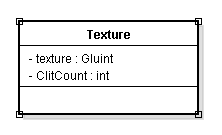 Texture
- texture : Gluint
- ClitCount : int